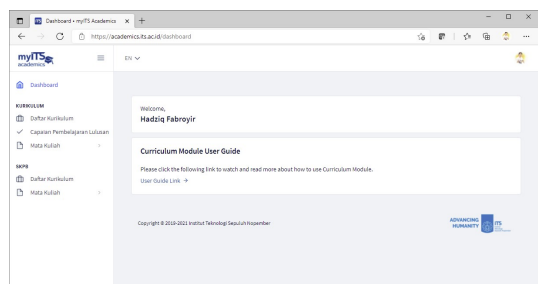 Dashboard • myITS Academics
https://academics.its.ac.id/dashboard
myITS
academics
EN
Dashboard
KURIKULUM
Daftar Kurikulum
Capaian Pembelajaran Lulusan
Mata Kuliah
SKPB
Daftar Kurikulum
Mata Kuliah
Welcome,
Hadziq Fabroyir
Curriculum Module User Guide
Please click the following link to watch and read more about how to use Curriculum Module.
User Guide Link →
Copyright © 2019-2021 Institut Teknologi Sepuluh Nopember
ADVANCING
HUMANITY
ITS